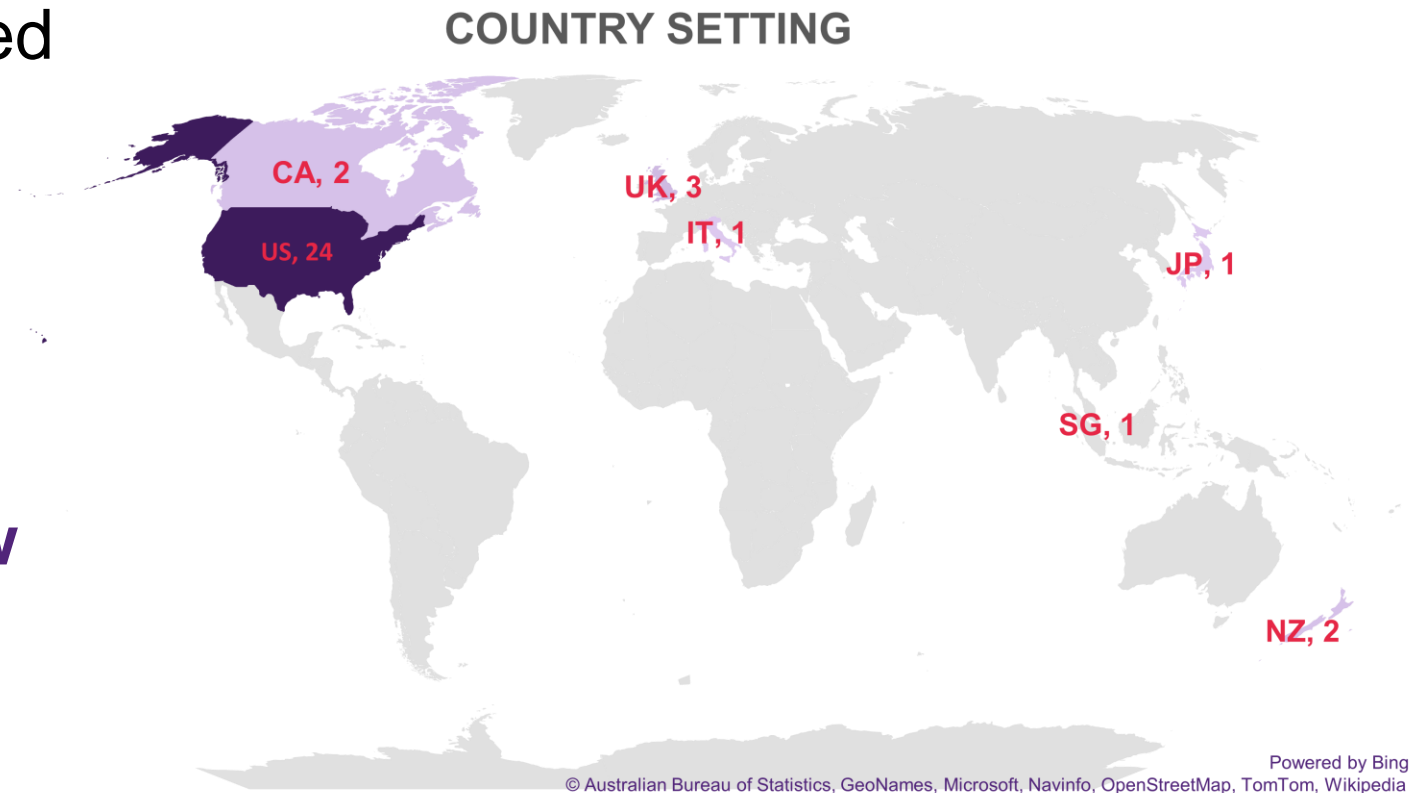 ed
COUNTRY SETTING
CA, 2
UK, 3
IT, 1
US, 24
JP, 1
SG, 1
w
NZ, 2
Powered by Bing
© Australian Bureau of Statistics, GeoNames, Microsoft, Navinfo, OpenStreetMap, TomTom, Wikipedia